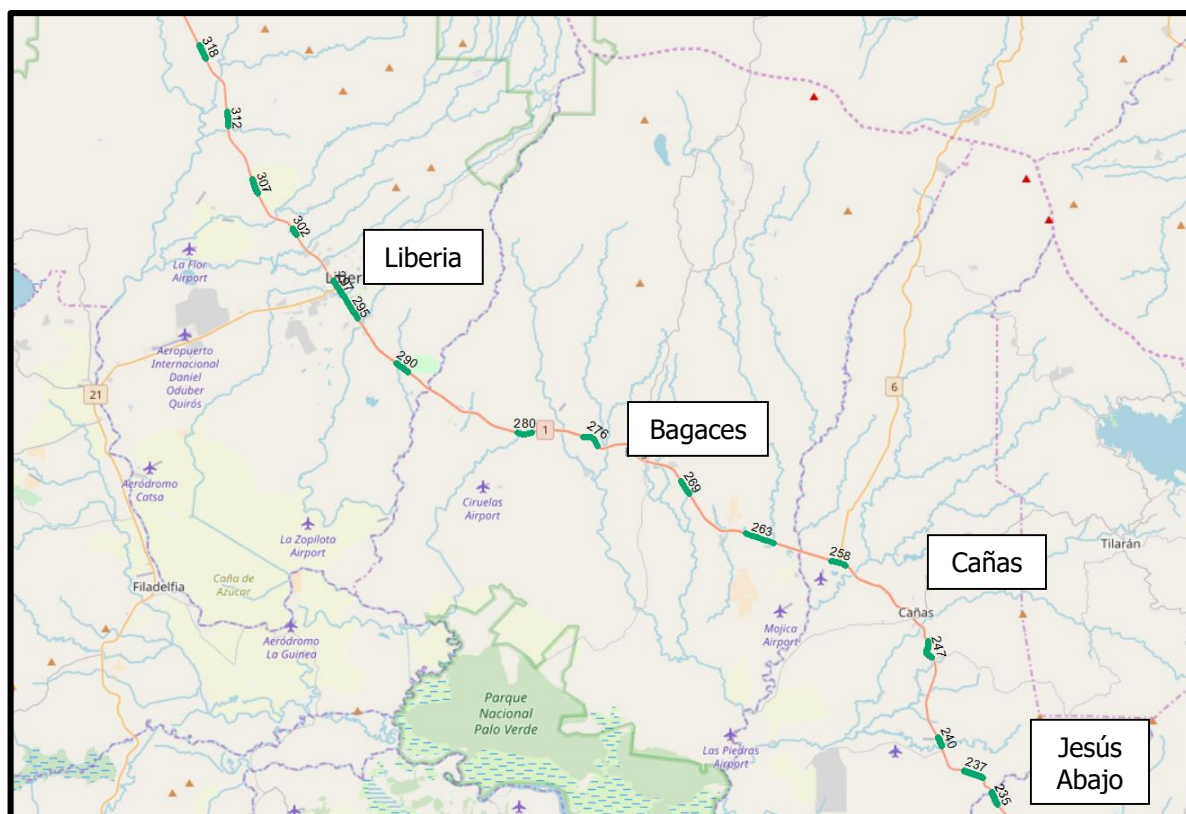 318
312
307
302
La Flor
Airport
Liberia
297
295
Aeropuerto
Internacional
Daniel
Oduber
Quirós
290
21
6
280
1
276
Bagaces
Aeródromo
Catsa
Ciruelas
Airport
269
La Zopilota
Airport
263
258
Cañas
Tilarán
Filadelfia
Caña de
Azúcar
Aeródromo
La Guinea
Mojica
Airport
Cañas
247
Parque
Nacional
Palo Verde
Las Piedras
Airport
240
237
235
Jesús
Abajo